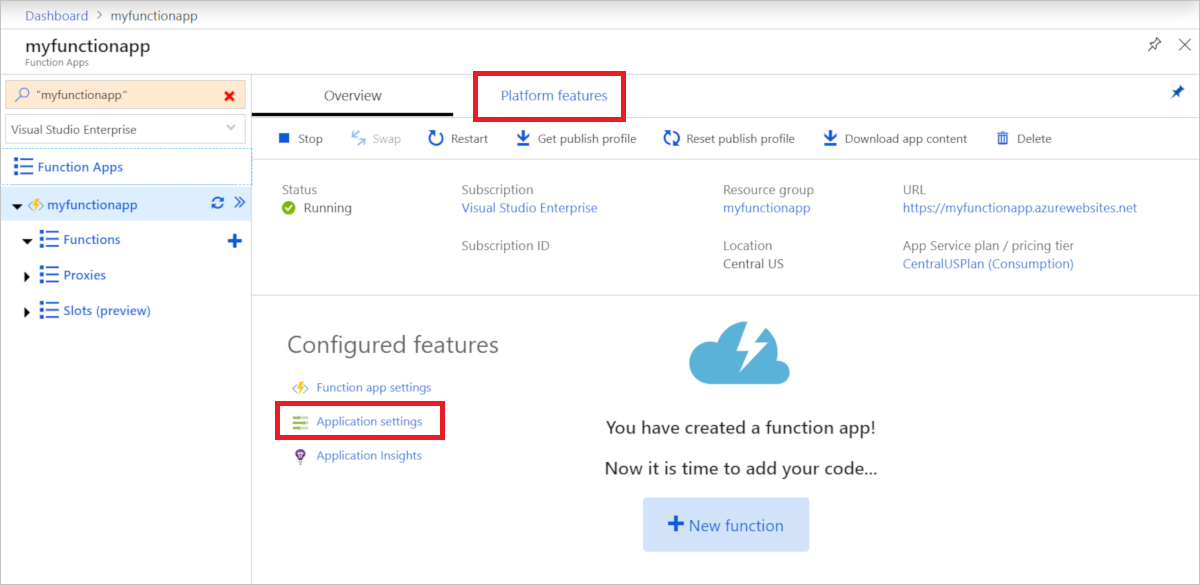 Dashboard > myfunctionapp
myfunctionapp
Function Apps
"myfunctionapp"
Visual Studio Enterprise
Function Apps
myfunctionapp
Functions
Proxies
Slots (preview)
Overview
Platform features
Stop
Swap
Restart
Get publish profile
Reset publish profile
Download app content
Delete
Status
Running
Subscription
Visual Studio Enterprise
Subscription ID
Resource group
myfunctionapp
Location
Central US
URL
https://myfunctionapp.azurewebsites.net
App Service plan / pricing tier
CentralUSPlan (Consumption)
Configured features
Function app settings
Application settings
Application Insights
You have created a function app!
Now it is time to add your code...
New function